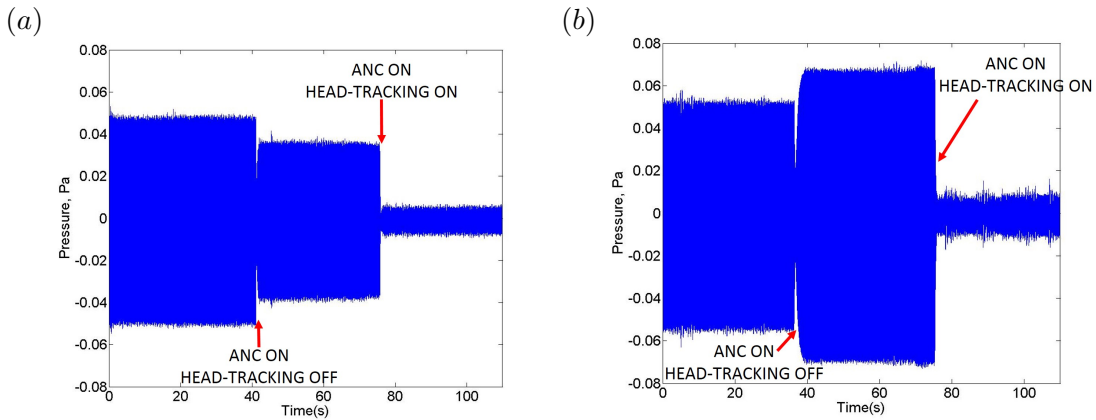 (a)
0.08
0.06
0.04
0.02
0
-0.02
-0.04
-0.06
-0.08
Pressure, Pa
0
20
40
60
80
100
Time(s)
ANC ON
HEAD-TRACKING ON
ANC ON
HEAD-TRACKING OFF
(b)
0.08
0.06
0.04
0.02
0
-0.02
-0.04
-0.06
-0.08
Pressure, Pa
0
20
40
60
80
100
Time(s)
ANC ON
HEAD-TRACKING ON
ANC ON
HEAD-TRACKING OFF